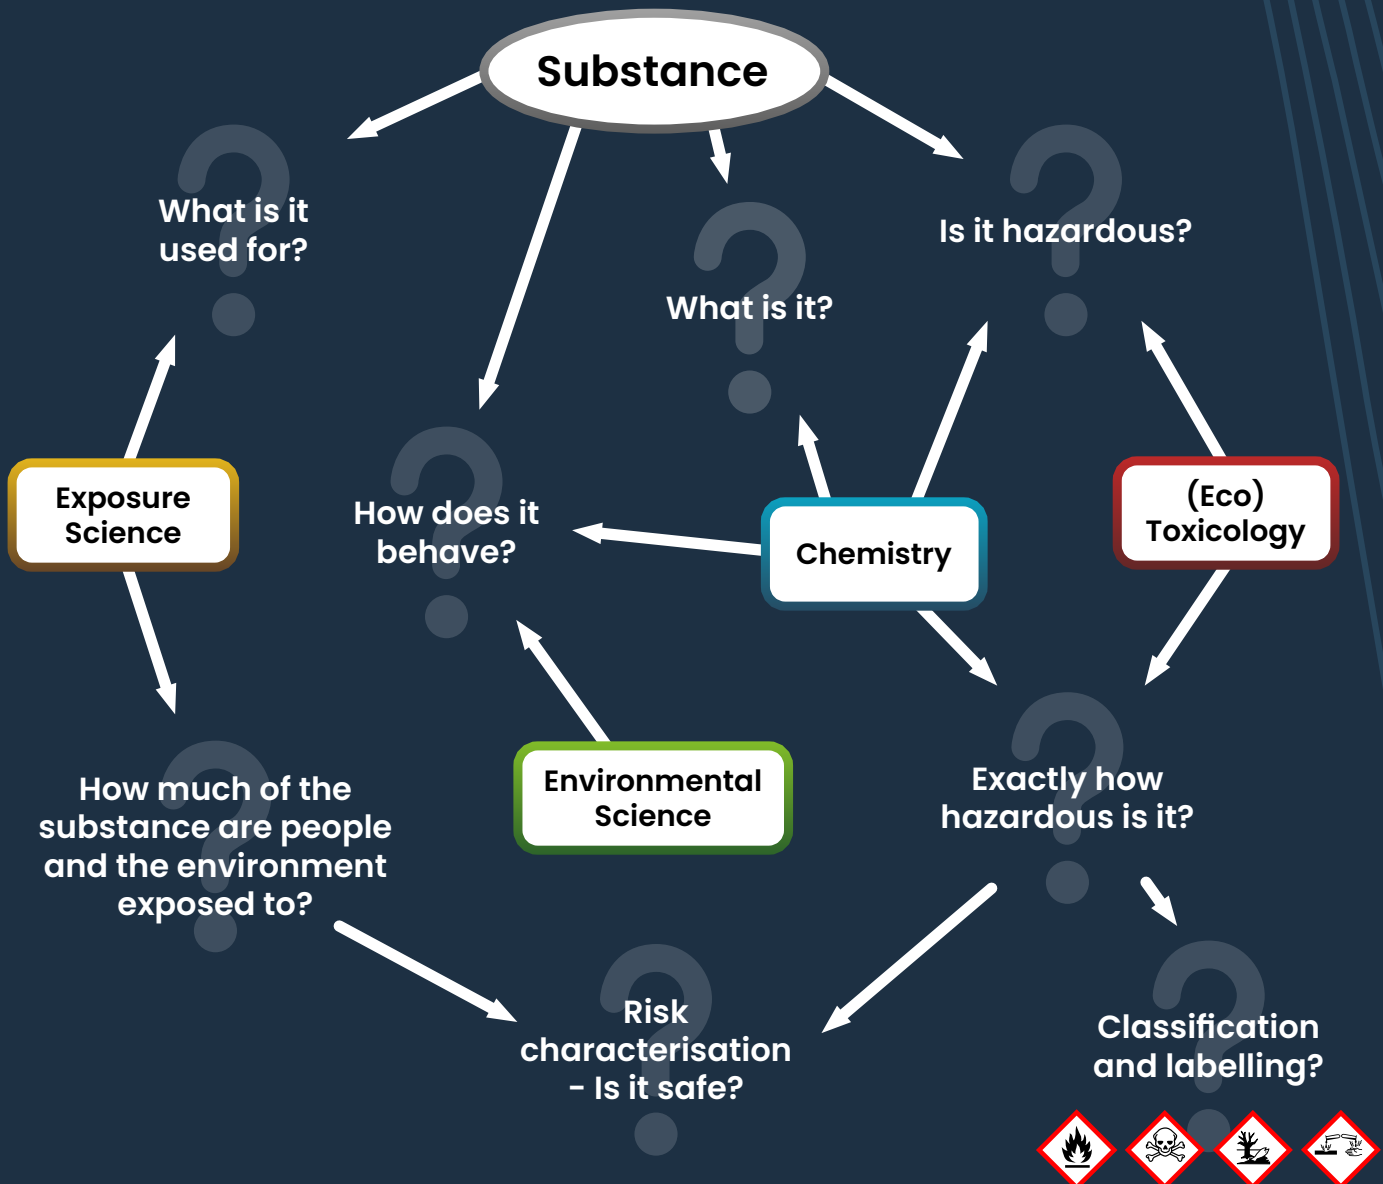 Substance
What is it
used for?
Is it hazardous?
What is it?
Exposure
Science
How does it
behave?
Chemistry
(Eco)
Toxicology
How much of the
substance are people
and the environment
exposed to?
Environmental
Science
Exactly how
hazardous is it?
Risk
characterisation
- Is it safe?
Classification
and labelling?